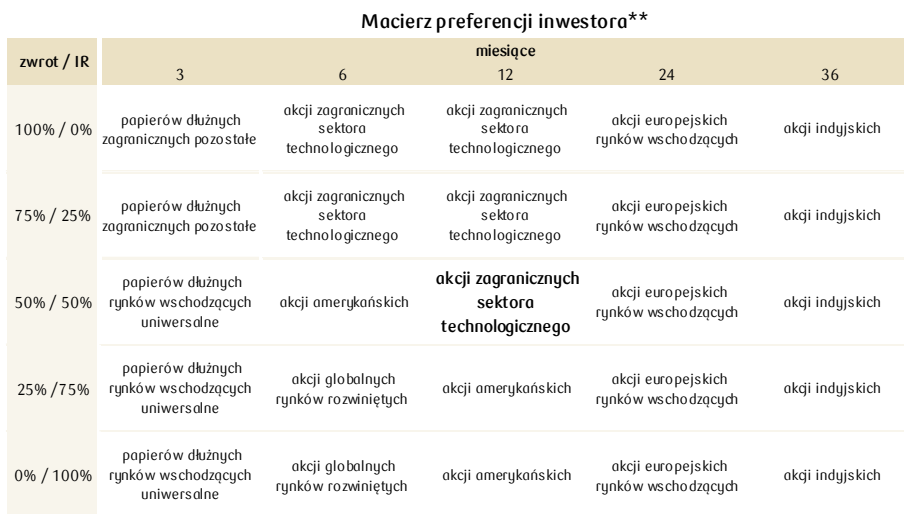 Macierz preferencji inwestora**
zwrot / IR
miesiące
3 6 12 24 36
100% / 0%
papierów dłużnych
zagranicznych pozostałe
akcji zagranicznych
sektora
technologicznego
akcji zagranicznych
sektora
technologicznego
akcji europejskich
rynków wschodzących
akcji indyjskich
75% / 25%
papierów dłużnych
zagranicznych pozostałe
akcji zagranicznych
sektora
technologicznego
akcji zagranicznych
sektora
technologicznego
akcji europejskich
rynków wschodzących
akcji indyjskich
50% / 50%
papierów dłużnych
rynków wschodzących
uniwersalne
akcji amerykańskich
akcji zagranicznych
sektora
technologicznego
akcji europejskich
rynków wschodzących
akcji indyjskich
25% /75%
papierów dłużnych
rynków wschodzących
uniwersalne
akcji globalnych
rynków rozwiniętych
akcji amerykańskich
akcji europejskich
rynków wschodzących
akcji indyjskich
0% / 100%
papierów dłużnych
rynków wschodzących
uniwersalne
akcji globalnych
rynków rozwiniętych
akcji amerykańskich
akcji europejskich
rynków wschodzących
akcji indyjskich